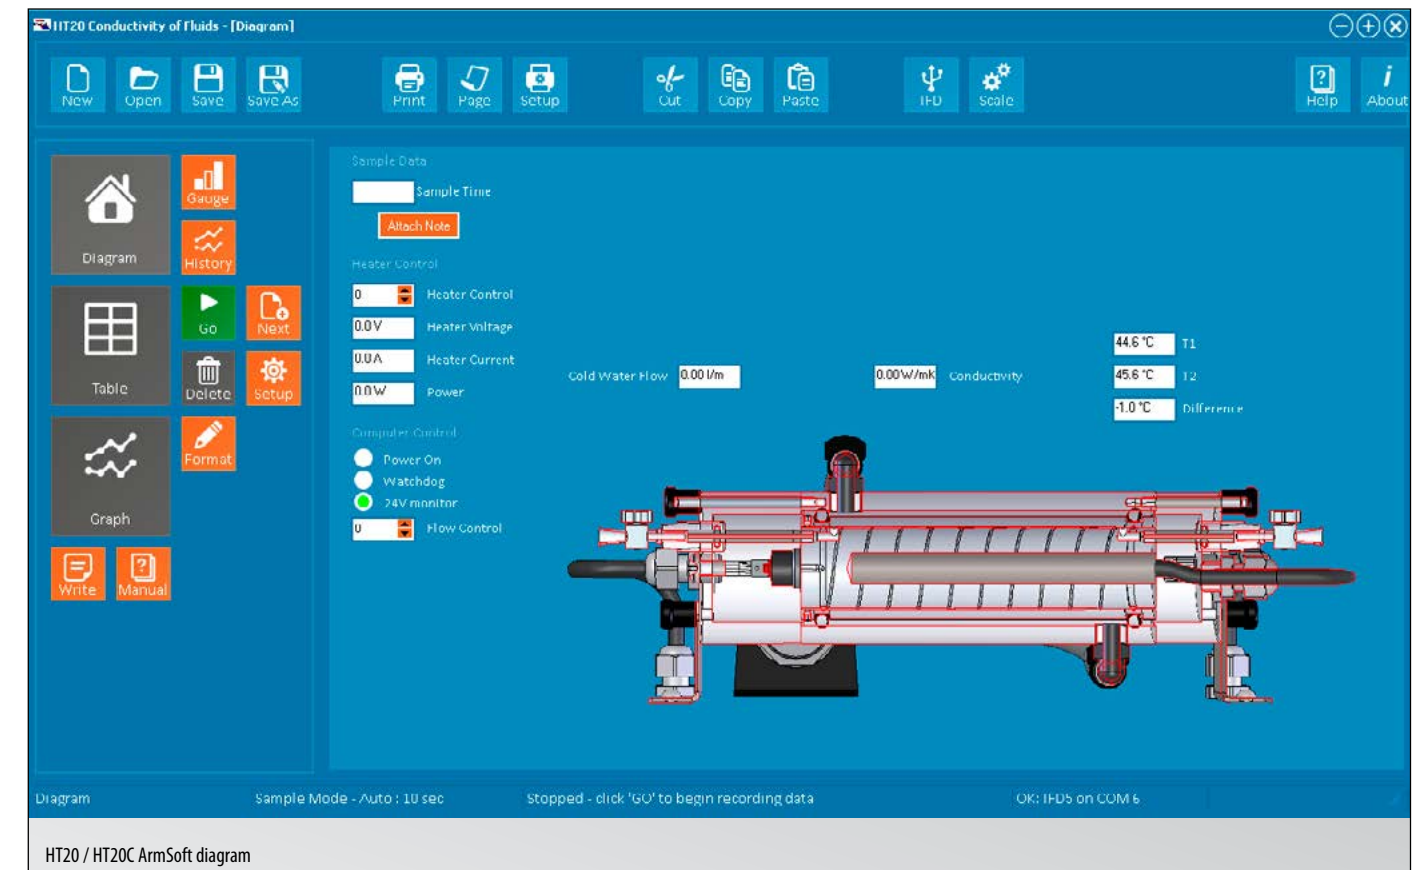 HT20 Conductivity of Fluids - [Diagram]
New Open Save Save As Print Page Setup Cut Copy Paste IFD Scale Help About
Sample Data
Sample Time
Attach Note
Diagram
Gauge
History
Heater Control
0 Heater Control
0.0 V Heater Voltage
0.0 A Heater Current
0.0 W Power
Go Next
Table
Delete Setup
Cold Water Flow 0.00 l/m
0.00 W/mK Conductivity
44.6 °C T1
45.6 °C T2
-1.0 °C Difference
Computer Control
Power On
Watchdog
24V monitor
0 Flow Control
Graph
Format
Write Manual
Diagram Sample Mode - Auto : 10 sec Stopped - click 'GO' to begin recording data OK: IFD5 on COM 6
HT20 / HT20C ArmSoft diagram